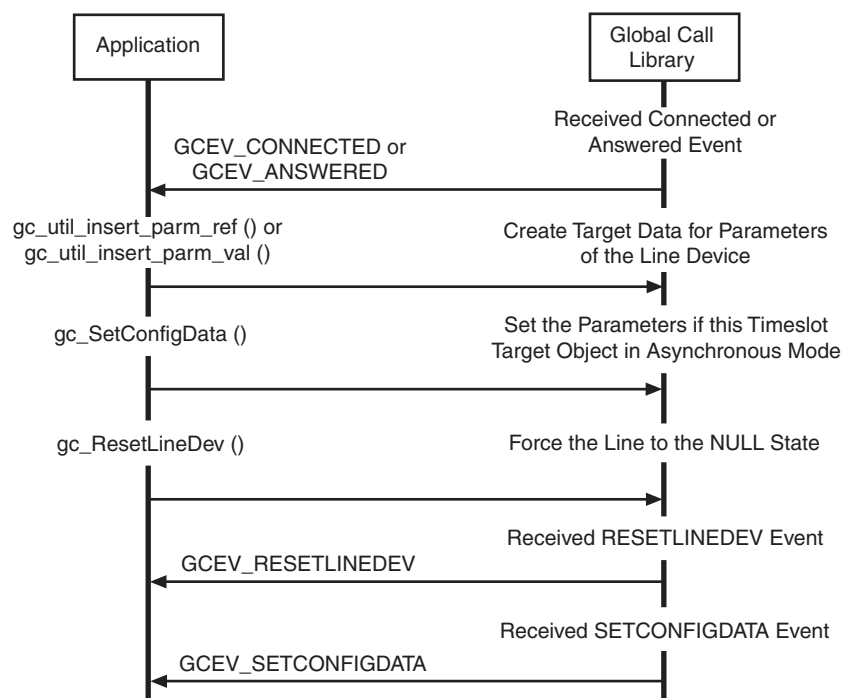 Application
Global Call
Library
Received Connected or
Answered Event
GCEV_CONNECTED or
GCEV_ANSWERED
gc_util_insert_parm_ref () or
gc_util_insert_parm_val ()
Create Target Data for Parameters
of the Line Device
gc_SetConfigData ()
Set the Parameters if this Timeslot
Target Object in Asynchronous Mode
gc_ResetLineDev ()
Force the Line to the NULL State
Received RESETLINEDEV Event
GCEV_RESETLINEDEV
Received SETCONFIGDATA Event
GCEV_SETCONFIGDATA